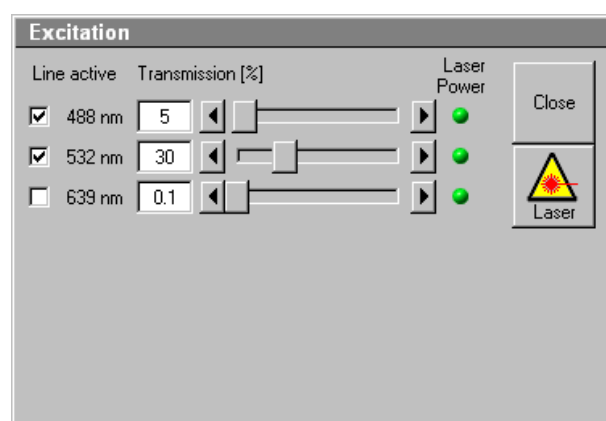 Excitation
Line active Transmission [%] Laser Power
Close
488 nm 5
532 nm 30
639 nm 0.1
Laser